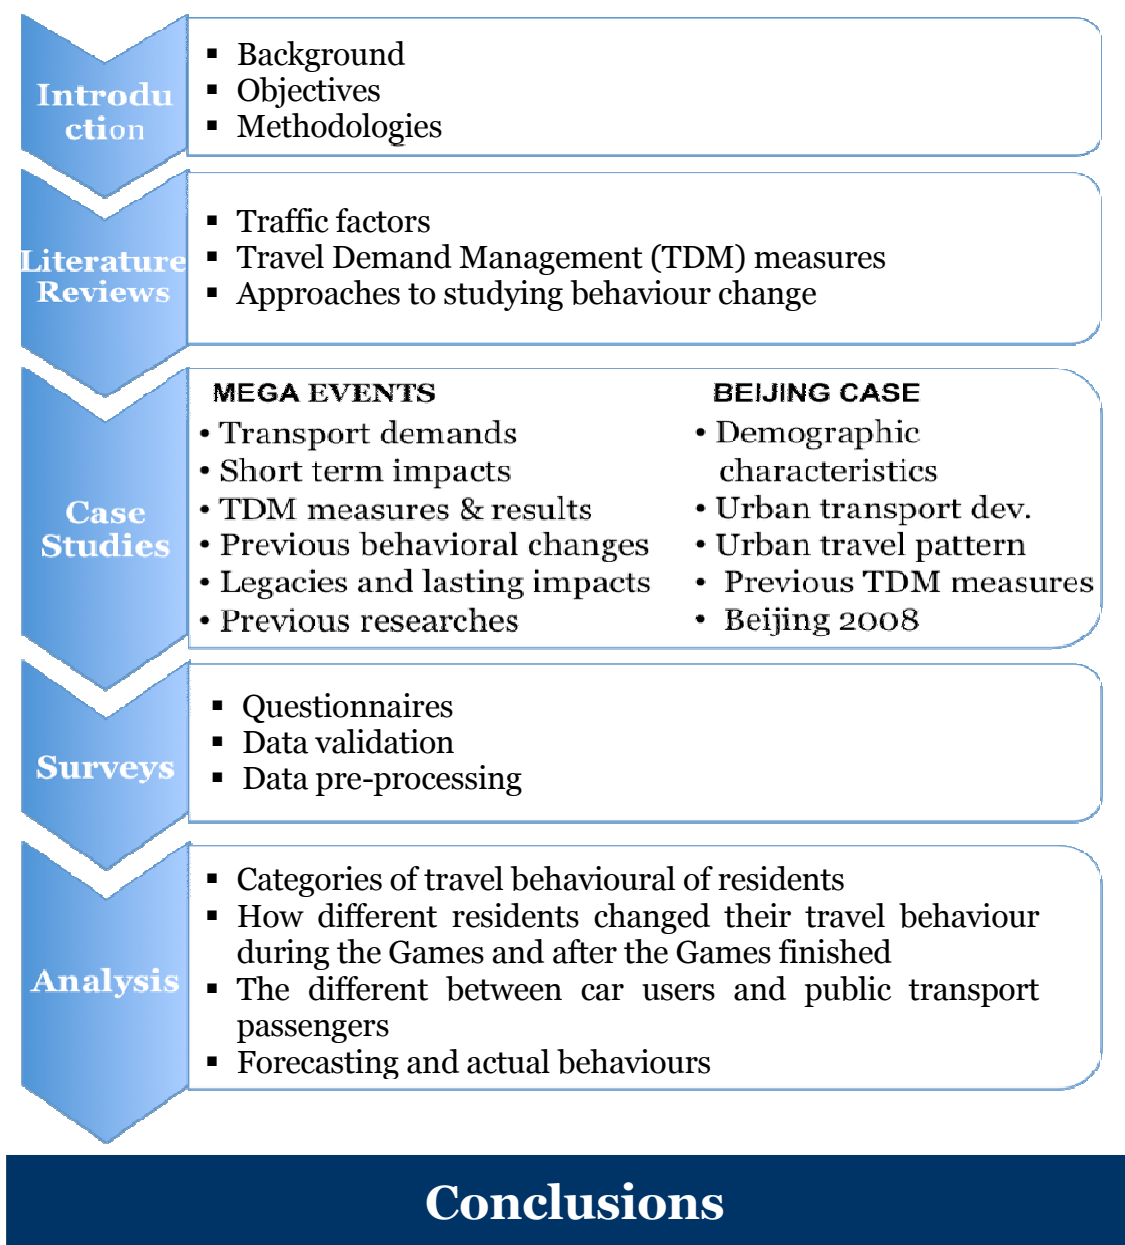 Introdu
ction
▪ Background
▪ Objectives
▪ Methodologies
Literature
Reviews
▪ Traffic factors
▪ Travel Demand Management (TDM) measures
▪ Approaches to studying behaviour change
Case
Studies
MEGA EVENTS
• Transport demands
• Short term impacts
• TDM measures & results
• Previous behavioral changes
• Legacies and lasting impacts
• Previous researches
BEIJING CASE
• Demographic
characteristics
• Urban transport dev.
• Urban travel pattern
• Previous TDM measures
• Beijing 2008
Surveys
▪ Questionnaires
▪ Data validation
▪ Data pre-processing
Analysis
▪ Categories of travel behavioural of residents
▪ How different residents changed their travel behaviour
during the Games and after the Games finished
▪ The different between car users and public transport
passengers
▪ Forecasting and actual behaviours
Conclusions